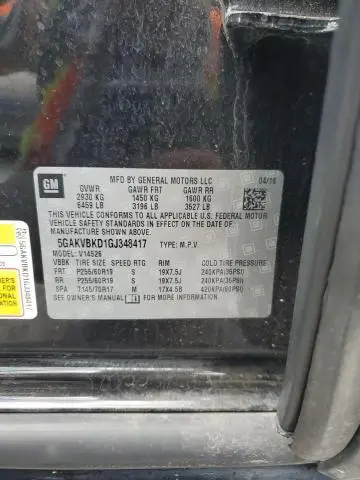 GM
MFD BY GENERAL MOTORS LLC 04/16
GVWR GAWR FRT GAWR RR
2930 KG 1450 KG 1600 KG
6459 LB 3196 LB 3527 LB
THIS VEHICLE CONFORMS TO ALL APPLICABLE U.S. FEDERAL MOTOR
VEHICLE SAFETY STANDARDS IN EFFECT ON THE DATE OF
MANUFACTURE SHOWN ABOVE.
5GAKVBKD1GJ348417 TYPE: M.P.V.
MODEL: V14526
VBBK TIRE SIZE SPEED RTG RIM COLD TIRE PRESSURE
FRT P255/60R19 S 19X7.5J 240KPA(35PSI)
RR P255/60R19 S 19X7.5J 240KPA(35PSI)
SPA T145/70R17 M 17X4.5B 420KPA(60PSI)
SEE OWNER'S MANUAL FOR MORE INFORMATION.
5GAKVBKD1GJ348417